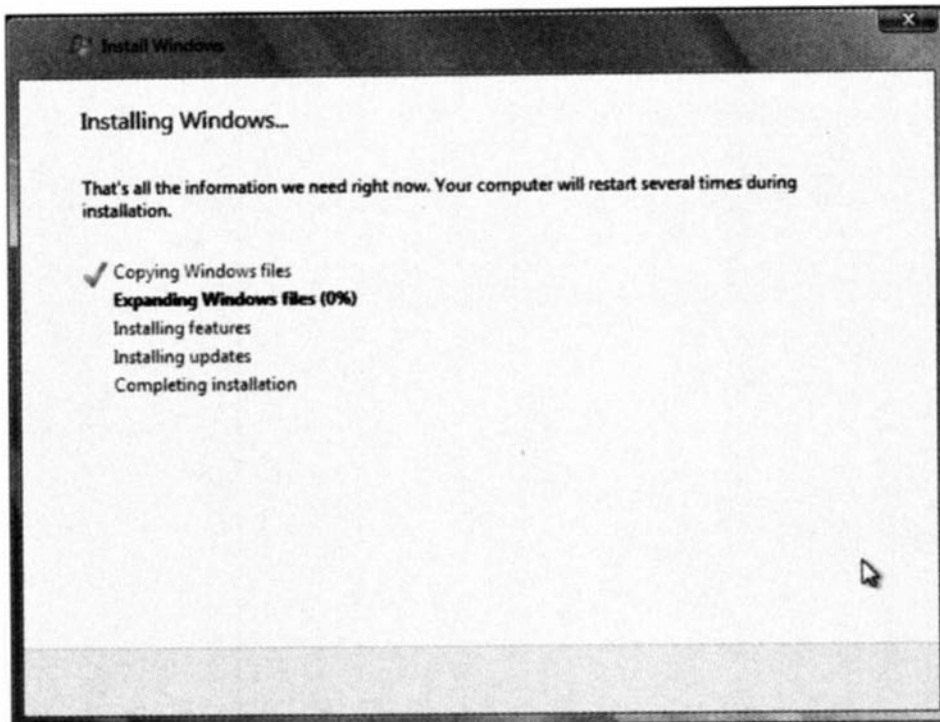 Install Windows
Installing Windows...
That's all the information we need right now. Your computer will restart several times during
installation.
Copying Windows files
Expanding Windows files (0%)
Installing features
Installing updates
Completing installation